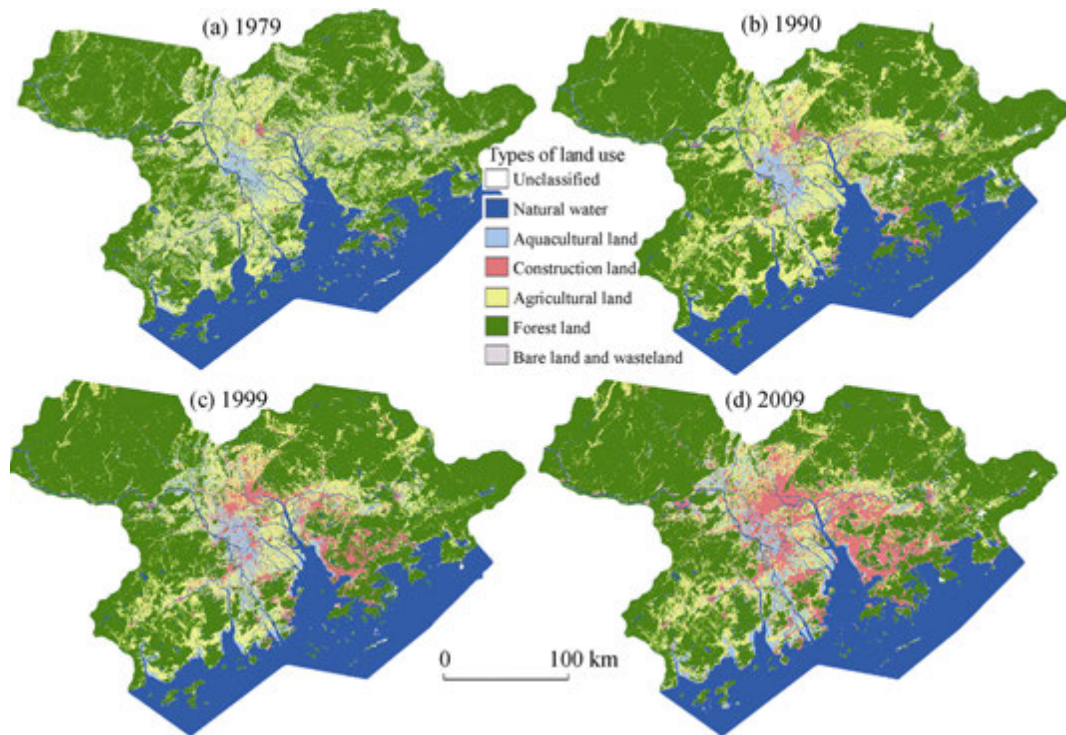 (a) 1979
(b) 1990
Types of land use
Unclassified
Natural water
Aquacultural land
Construction land
Agricultural land
Forest land
Bare land and wasteland
(c) 1999
(d) 2009
0 100 km